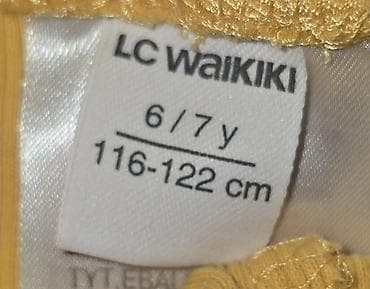 LC WAIKIKI
6 / 7 y
116-122 cm